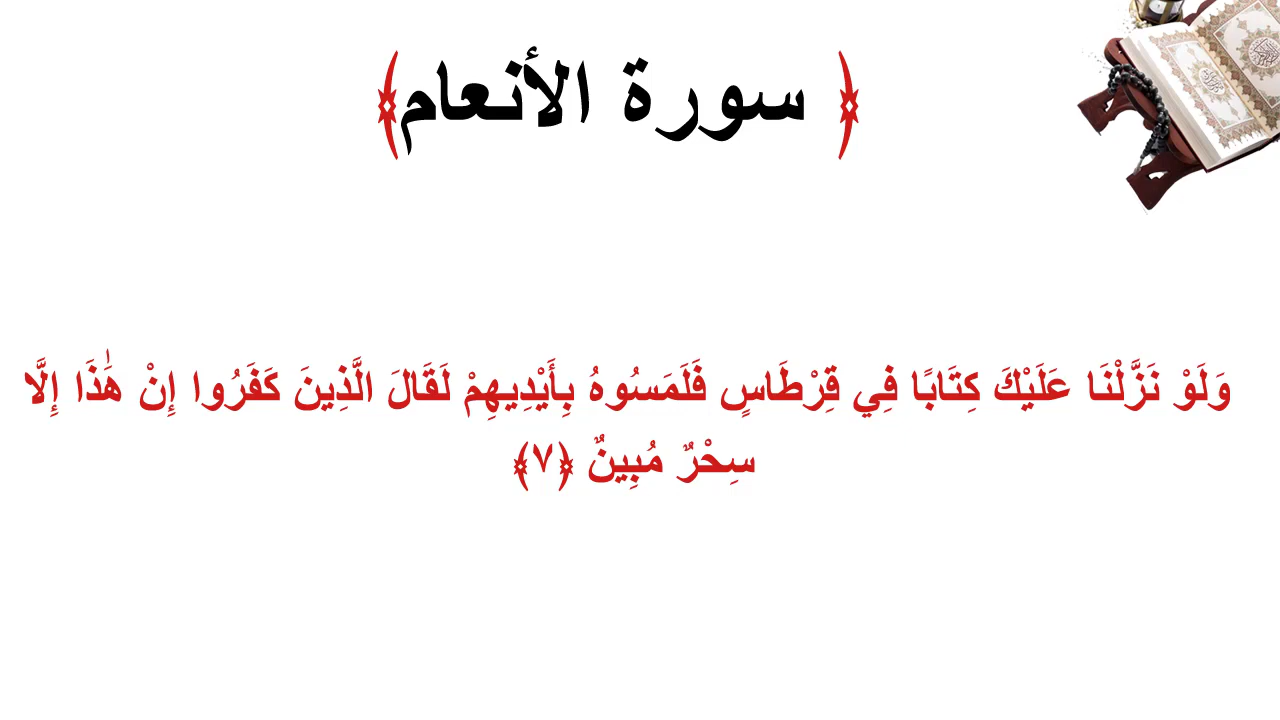 ﴿ سورة الأنعام﴾
وَلَوْ نَزَّلْنَا عَلَيْكَ كِتَابًا فِي قِرْطَاسٍ فَلَمَسُوهُ بِأَيْدِيهِمْ لَقَالَ الَّذِينَ كَفَرُوا إِنْ هَٰذَا إِلَّا
سِحْرٌ مُبِينٌ ﴿٧﴾